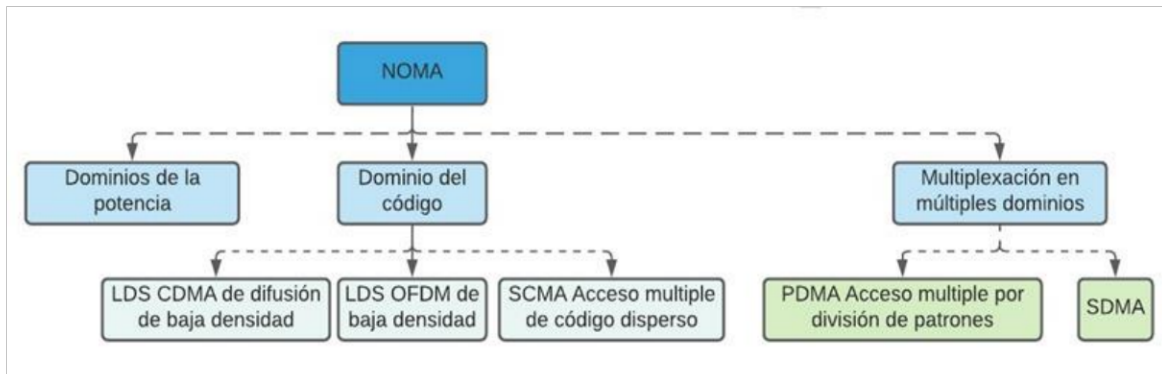 NOMA
Dominios de la
potencia
Dominio del
código
Multiplexación en
múltiples dominios
LDS CDMA de difusión
de baja densidad
LDS OFDM de
baja densidad
SCMA Acceso multiple
de código disperso
PDMA Acceso multiple por
división de patrones
SDMA